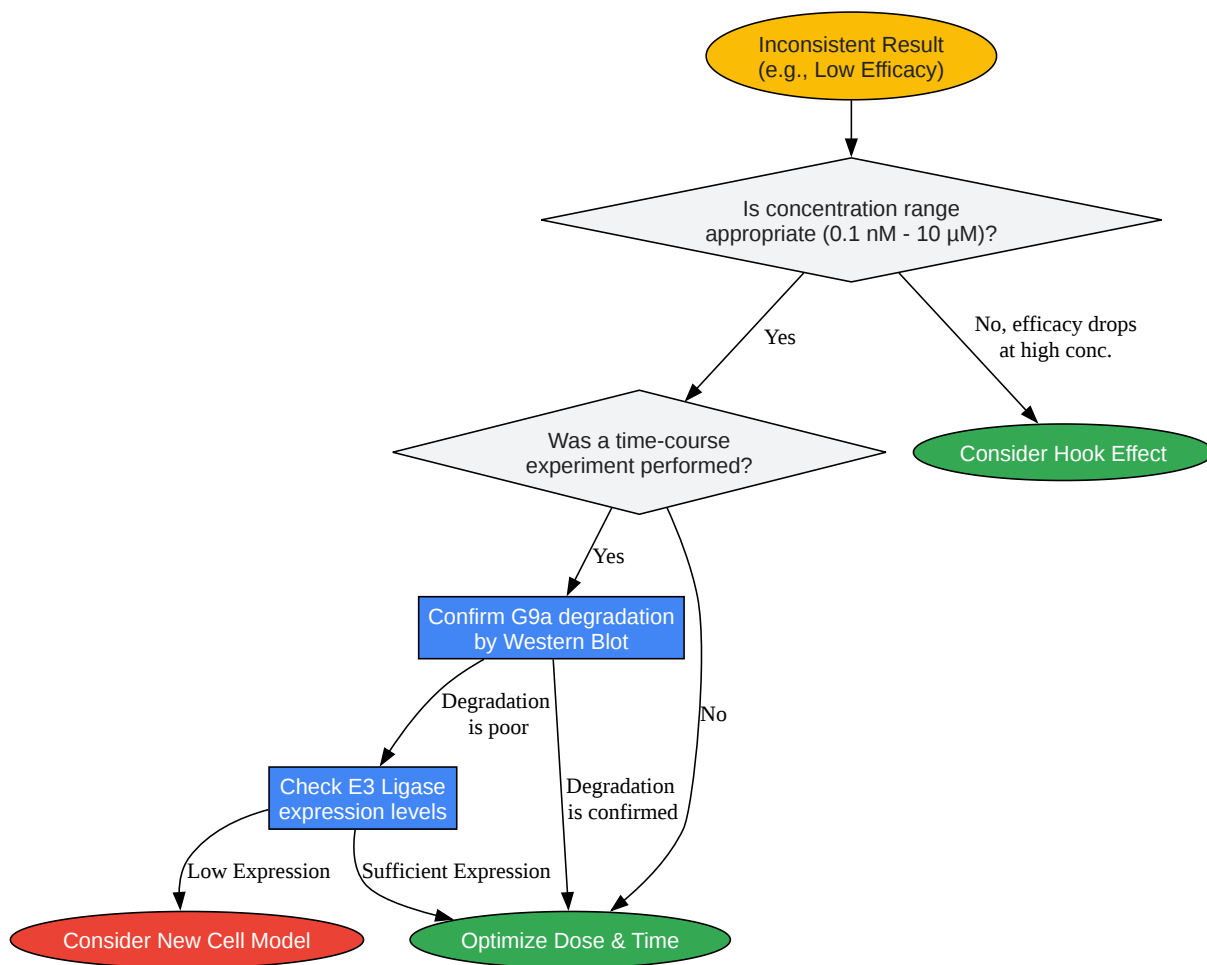 Inconsistent Result
(e.g., Low Efficacy)
Is concentration range
appropriate (0.1 nM - 10 µM)?
Yes
No, efficacy drops
at high conc.
Was a time-course
experiment performed?
Consider Hook Effect
Yes
No
Confirm G9a degradation
by Western Blot
Degradation
is poor
Degradation
is confirmed
Check E3 Ligase
expression levels
Low Expression
Sufficient Expression
Consider New Cell Model
Optimize Dose & Time